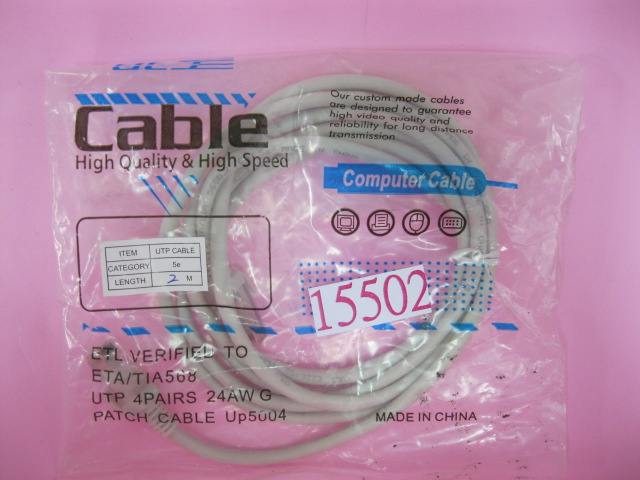 Cable
High Quality & High Speed
Our custom made cables
are designed to guarantee
high video quality and
reliability for long distance
transmission.
Computer Cable
ITEM UTP CABLE
CATEGORY 5e
LENGTH 2 M
15502
ETL VERIFIED TO
ETA/TIA568
UTP 4PAIRS 24AWG
PATCH CABLE Up5004
MADE IN CHINA